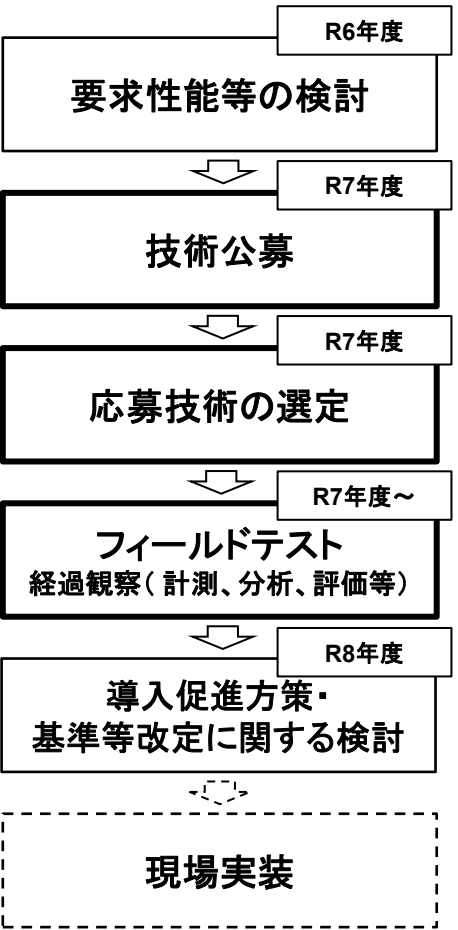 R6年度
要求性能等の検討
R7年度
技術公募
R7年度
応募技術の選定
R7年度～
フィールドテスト
経過観察（計測、分析、評価等）
R8年度
導入促進方策・
基準等改定に関する検討
現場実装